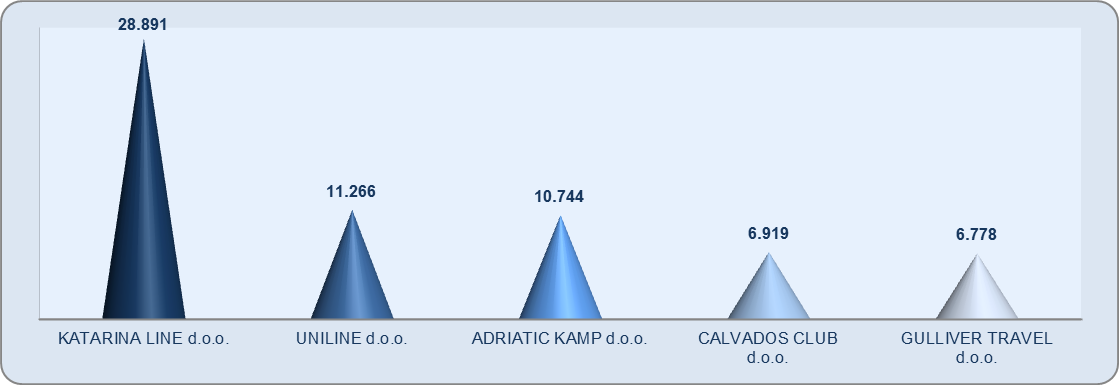 28.891
11.266
10.744
6.919
6.778
KATARINA LINE d.o.o.
UNILINE d.o.o.
ADRIATIC KAMP d.o.o.
CALVADOS CLUB
d.o.o.
GULLIVER TRAVEL
d.o.o.